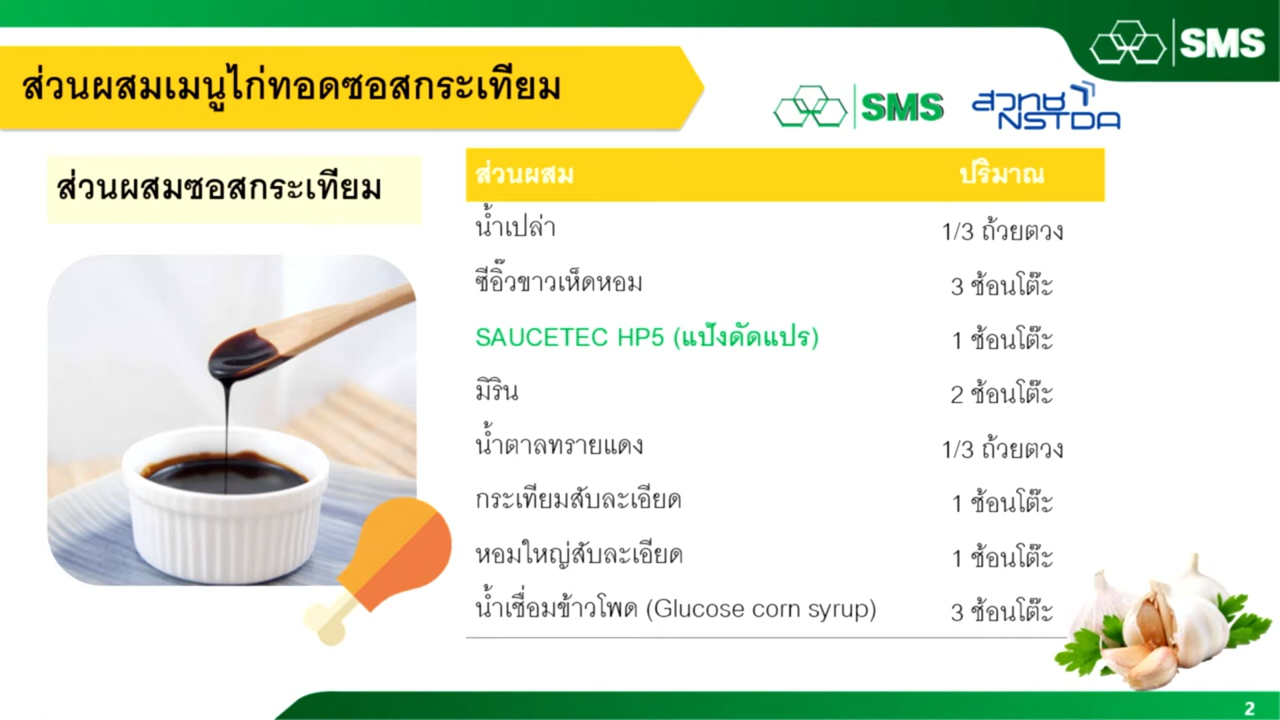 SMS
ส่วนผสมเมนูไก่ทอดซอสกระเทียม
SMS
สวทช
NSTDA
ส่วนผสมซอสกระเทียม
ส่วนผสม ปริมาณ
น้ำเปล่า 1/3 ถ้วยตวง
ซีอิ๊วขาวเห็ดหอม 3 ช้อนโต๊ะ
SAUCETEC HP5 (แป้งดัดแปร) 1 ช้อนโต๊ะ
มิริน 2 ช้อนโต๊ะ
น้ำตาลทรายแดง 1/3 ถ้วยตวง
กระเทียมสับละเอียด 1 ช้อนโต๊ะ
หอมใหญ่สับละเอียด 1 ช้อนโต๊ะ
น้ำเชื่อมข้าวโพด (Glucose corn syrup) 3 ช้อนโต๊ะ
2